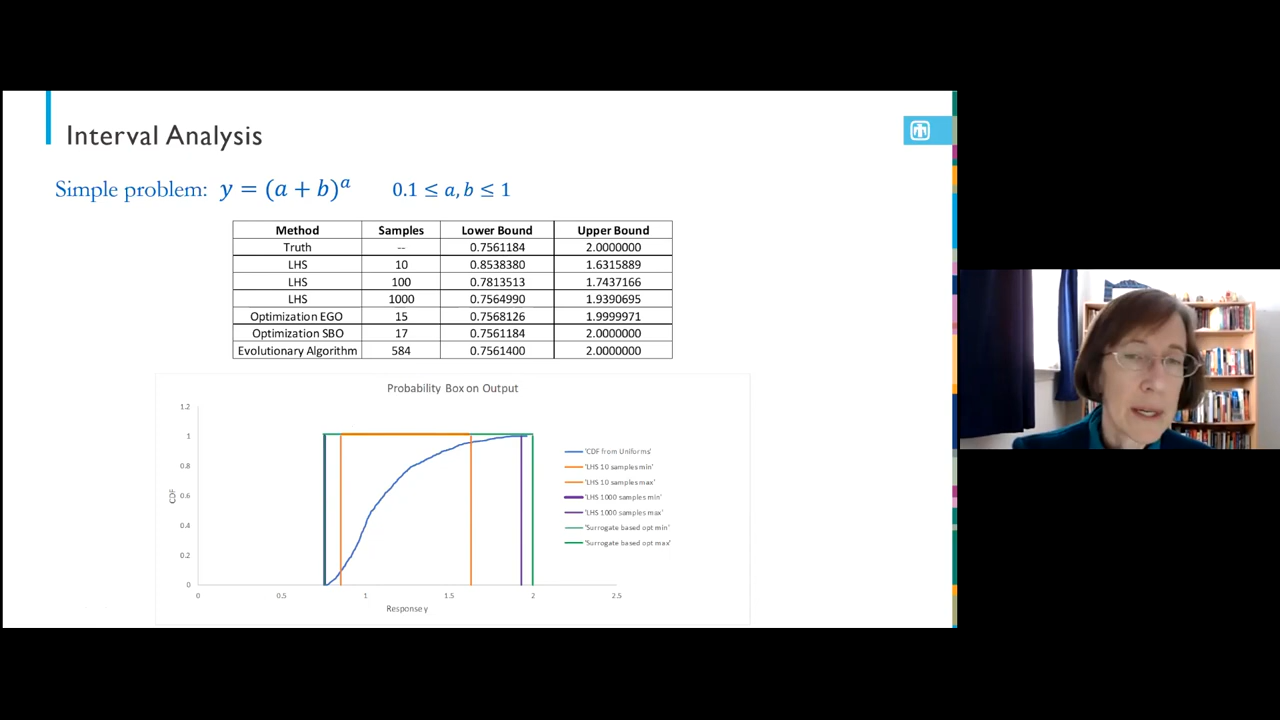 Interval Analysis
Simple problem: y = (a + b)^a 0.1 ≤ a, b ≤ 1
Method Samples Lower Bound Upper Bound
Truth -- 0.7561184 2.0000000
LHS 10 0.8538380 1.6315889
LHS 100 0.7813513 1.7437166
LHS 1000 0.7564990 1.9390695
Optimization EGO 15 0.7568126 1.9999971
Optimization SBO 17 0.7561184 2.0000000
Evolutionary Algorithm 584 0.7561400 2.0000000
Probability Box on Output
1.2
1
0.8
0.6
0.4
0.2
0
CDF
0 0.5 1 1.5 2 2.5
Response y
'CDF from Uniforms'
'LHS 10 samples min'
'LHS 10 samples max'
'LHS 1000 samples min'
'LHS 1000 samples max'
'Surrogate based opt min'
'Surrogate based opt max'